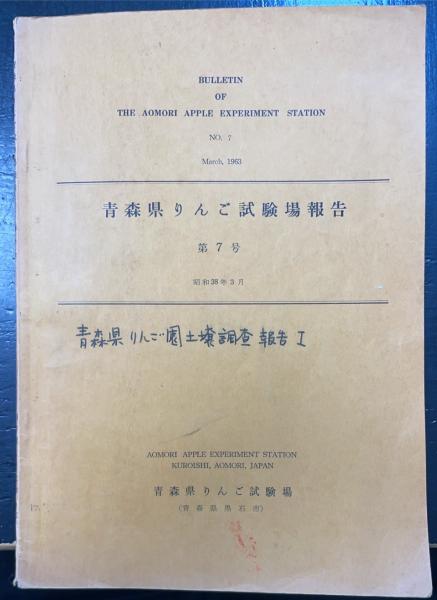 BULLETIN
OF
THE AOMORI APPLE EXPERIMENT STATION
NO. 7
March, 1963
青森県りんご試験場報告
第7号
昭和38年3月
青森県りんご園土壌調査報告I
AOMORI APPLE EXPERIMENT STATION
KUROISHI, AOMORI, JAPAN
青森県りんご試験場
(青森県黒石市)